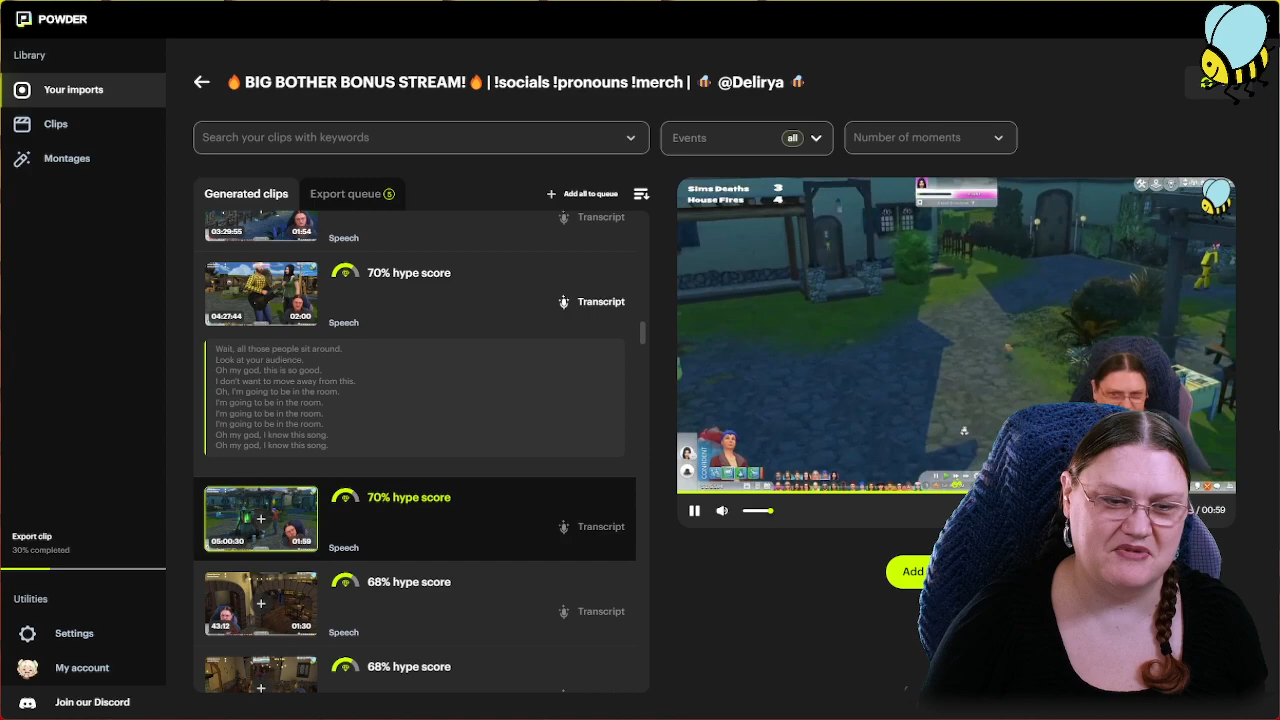 POWDER
Library
Your imports
Clips
Montages
🔥 BIG BOTHER BONUS STREAM!🔥 | !socials !pronouns !merch | 🐝 @Delirya 🐝
Search your clips with keywords
Events
all
Number of moments
Generated clips
Export queue 5
Add all to queue
03:29:55
01:54
Speech
Transcript
04:27:44
02:00
70% hype score
Speech
Transcript
Wait, all those people sit around.
Look at your audience.
Oh my god, this is so good.
I don't want to move away from this.
Oh, I'm going to be in the room.
I'm going to be in the room.
I'm going to be in the room.
I'm going to be in the room.
Oh my god, I know this song.
Oh my god, I know this song.
05:00:30
01:59
70% hype score
Speech
Transcript
43:12
01:30
68% hype score
Speech
Transcript
68% hype score
Sims Deaths 3
House Fires 4
CONFIDENT
/ 00:59
Add
Export clip
30% completed
Utilities
Settings
My account
Join our Discord